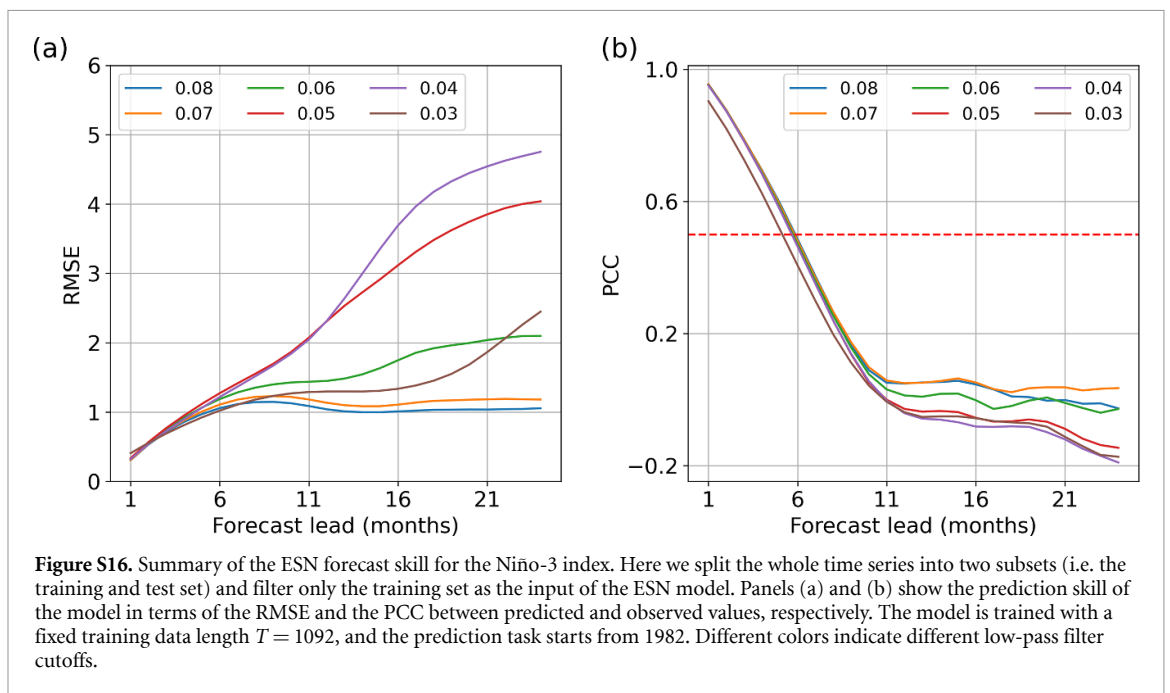 (a)
6
5
4
3
2
1
0
RMSE
0.08 0.06 0.04
0.07 0.05 0.03
1 6 11 16 21
Forecast lead (months)
(b)
1.0
0.6
0.2
−0.2
PCC
0.08 0.06 0.04
0.07 0.05 0.03
1 6 11 16 21
Forecast lead (months)
Figure S16. Summary of the ESN forecast skill for the Niño-3 index. Here we split the whole time series into two subsets (i.e. the
training and test set) and filter only the training set as the input of the ESN model. Panels (a) and (b) show the prediction skill of
the model in terms of the RMSE and the PCC between predicted and observed values, respectively. The model is trained with a
fixed training data length T = 1092, and the prediction task starts from 1982. Different colors indicate different low-pass filter
cutoffs.